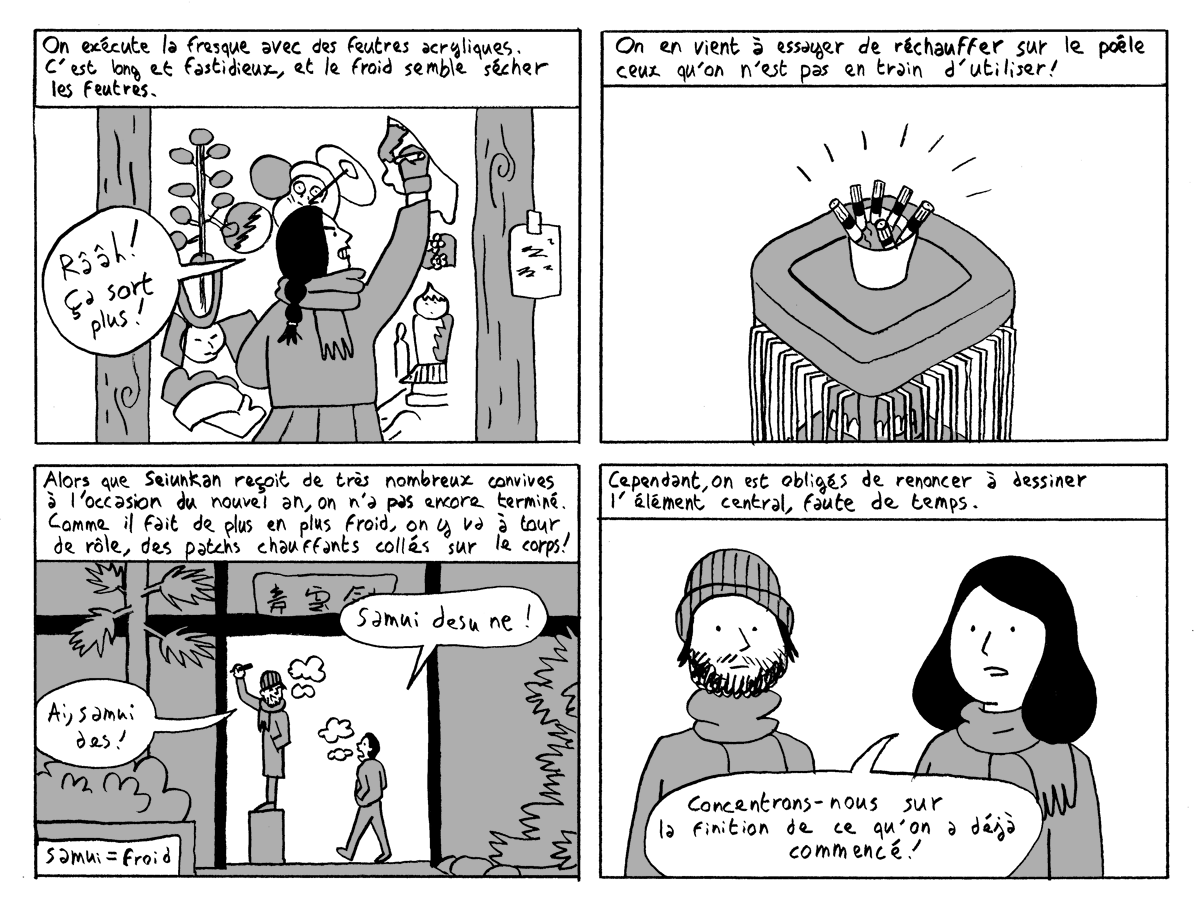 On exécute la fresque avec des feutres acryliques.
C'est long et fastidieux, et le froid semble sécher
les feutres.
Râââh!
Ça sort
plus!
On en vient à essayer de réchauffer sur le poêle
ceux qu'on n'est pas en train d'utiliser!
Alors que Seiunkan reçoit de très nombreux convives
à l'occasion du nouvel an, on n'a pas encore terminé.
Comme il fait de plus en plus froid, on y va à tour
de rôle, des patchs chauffants collés sur le corps!
青雲
Samui desu ne!
Ai, samui
des!
samui = froid
Cependant, on est obligés de renoncer à dessiner
l'élément central, faute de temps.
Concentrons-nous sur
la finition de ce qu'on a déjà
commencé!